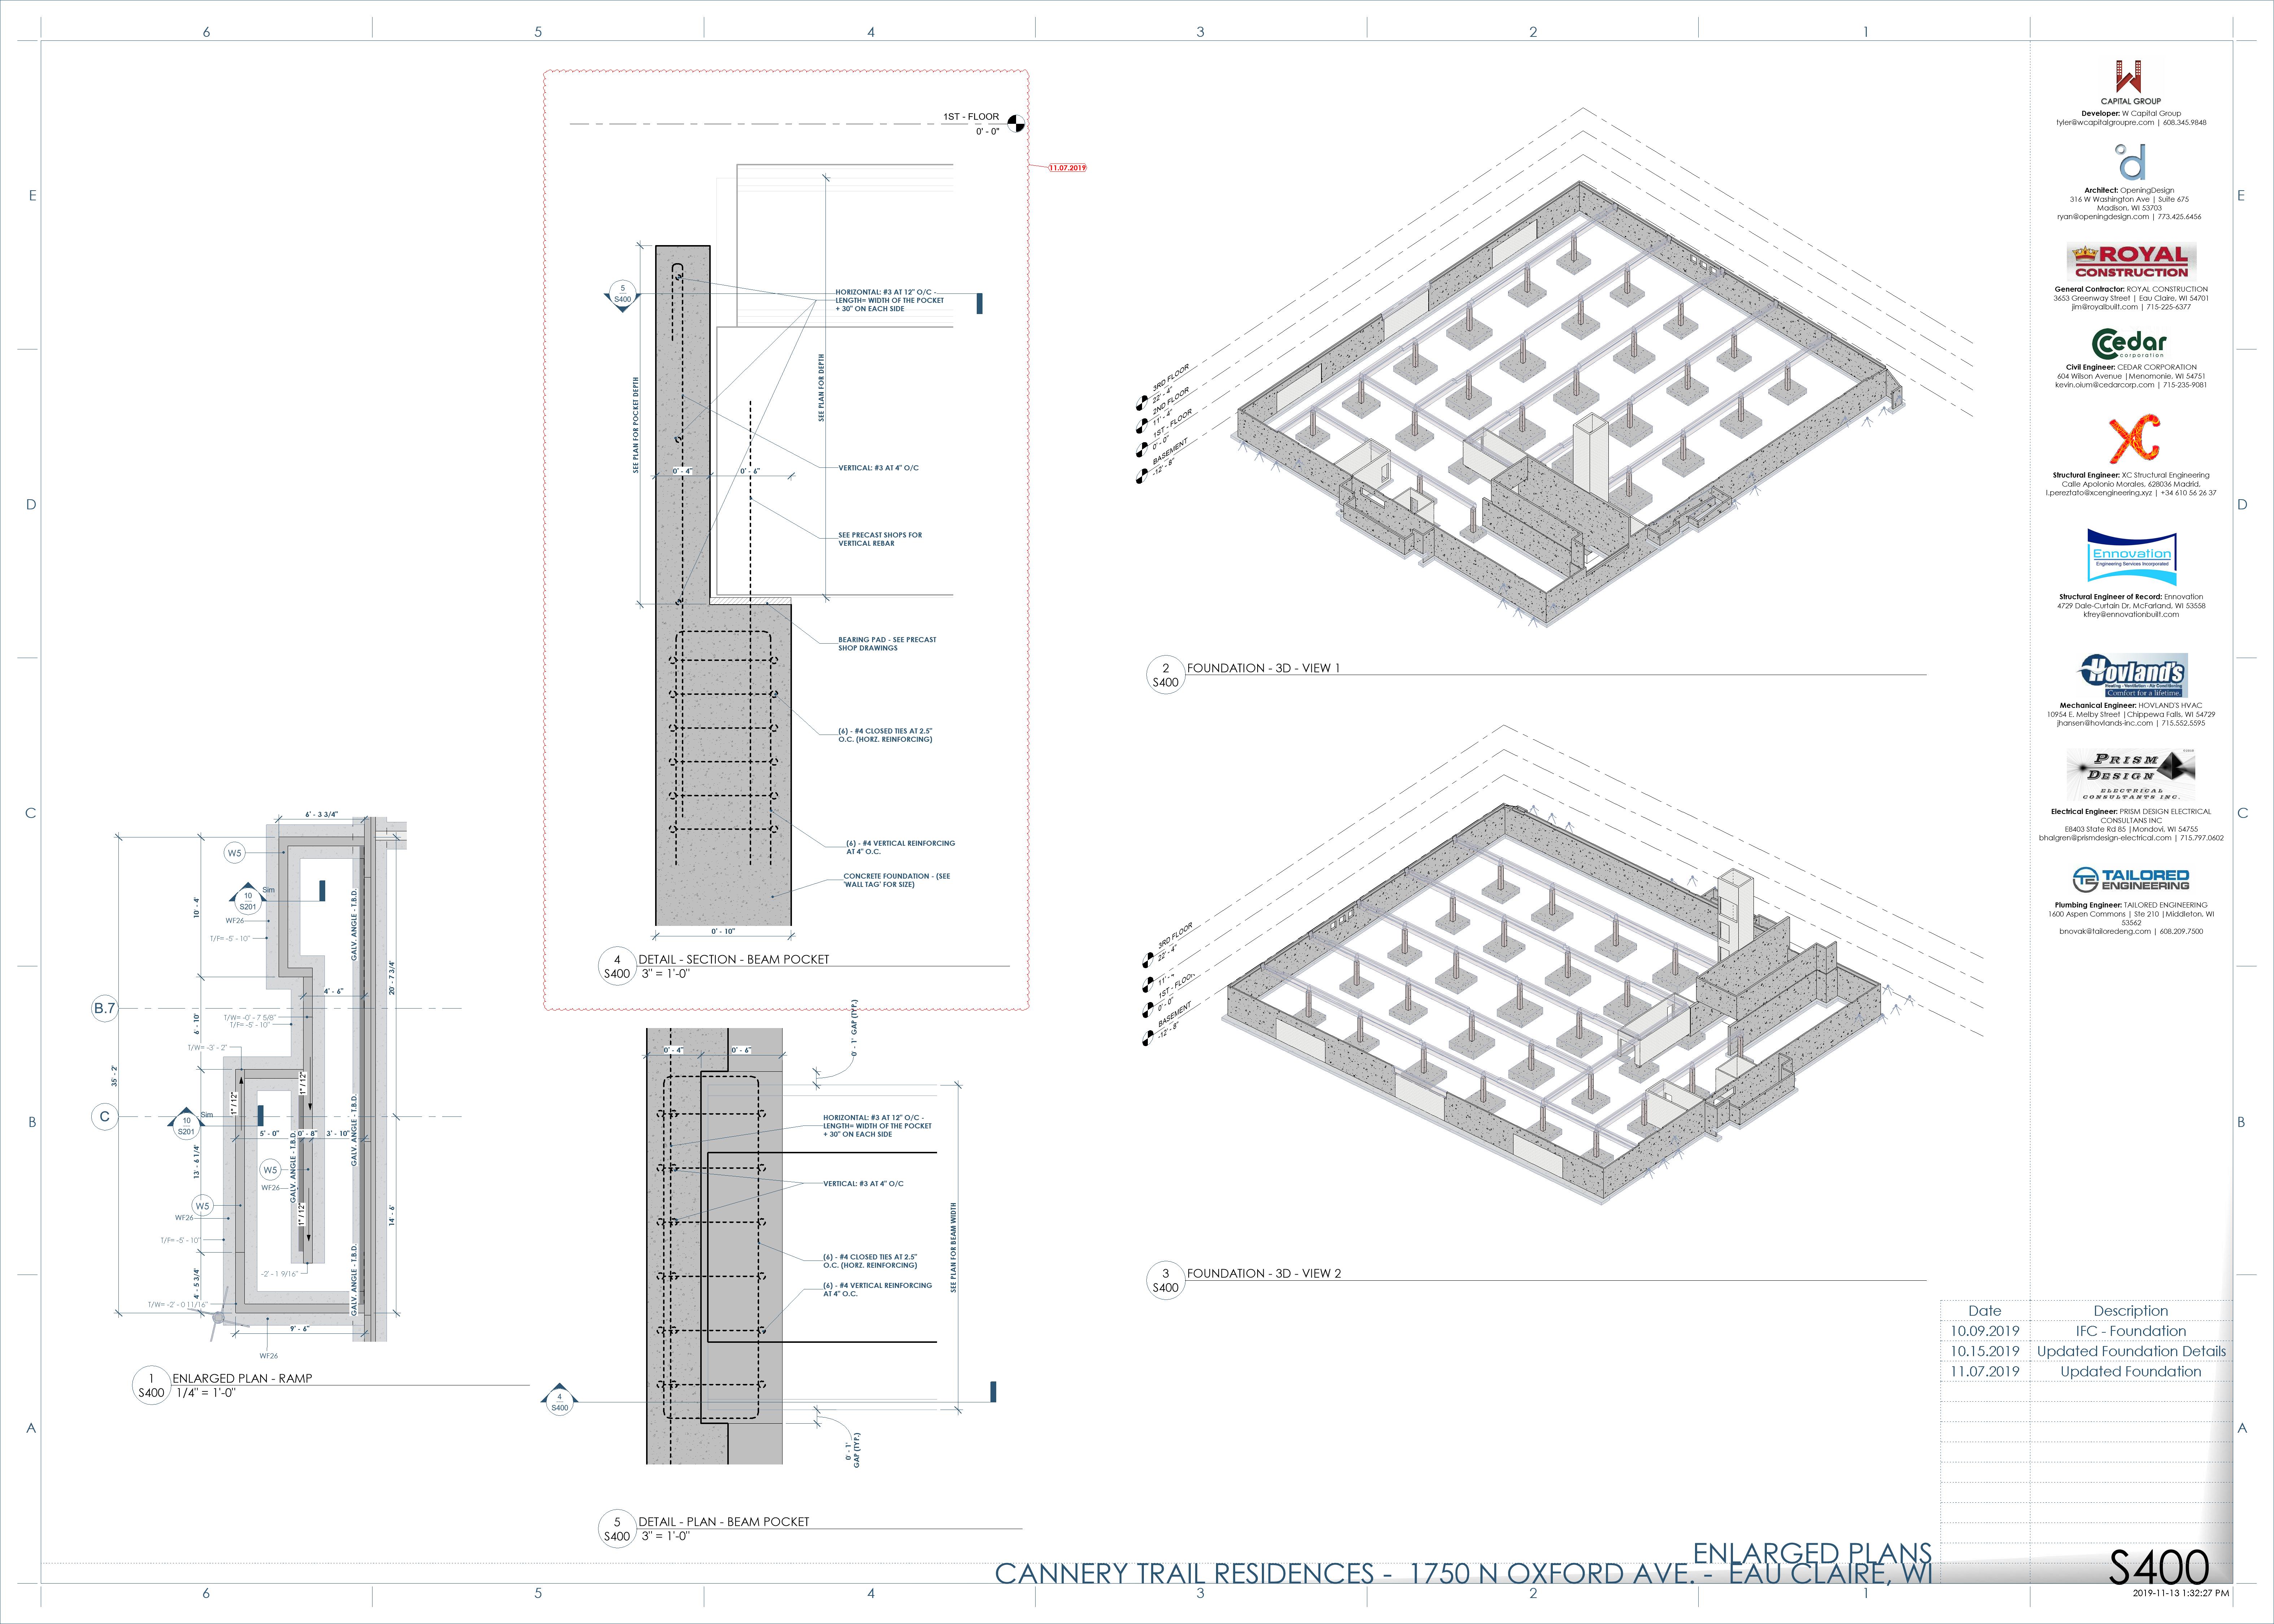 6
5
4
3
2
1
E
D
C
B
A
1ST - FLOOR
0' - 0"
11.07.2019
5
S400
HORIZONTAL: #3 AT 12" O/C -
LENGTH= WIDTH OF THE POCKET
+ 30" ON EACH SIDE
SEE PLAN FOR POCKET DEPTH
SEE PLAN FOR DEPTH
0' - 4"
0' - 6"
VERTICAL: #3 AT 4" O/C
SEE PRECAST SHOPS FOR
VERTICAL REBAR
BEARING PAD - SEE PRECAST
SHOP DRAWINGS
(6) - #4 CLOSED TIES AT 2.5"
O.C. (HORZ. REINFORCING)
(6) - #4 VERTICAL REINFORCING
AT 4" O.C.
CONCRETE FOUNDATION - (SEE
'WALL TAG' FOR SIZE)
0' - 10"
4
S400
DETAIL - SECTION - BEAM POCKET
3" = 1'-0"
0' - 4"
0' - 6"
0' - 1' GAP (TYP.)
HORIZONTAL: #3 AT 12" O/C -
LENGTH= WIDTH OF THE POCKET
+ 30" ON EACH SIDE
VERTICAL: #3 AT 4" O/C
(6) - #4 CLOSED TIES AT 2.5"
O.C. (HORZ. REINFORCING)
(6) - #4 VERTICAL REINFORCING
AT 4" O.C.
SEE PLAN FOR BEAM WIDTH
4
S400
0' - 1'
GAP (TYP.)
5
S400
DETAIL - PLAN - BEAM POCKET
3" = 1'-0"
6' - 3 3/4"
W5
10
S201
Sim
WF26
T/F= -5' - 10"
10' - 4'
GALV. ANGLE - T.B.D.
20' - 7 3/4'
4' - 6"
B.7
T/W= -0' - 7 5/8"
T/F= -5' - 10"
6' - 10'
T/W= -3' - 2"
35' - 2'
1" / 12"
1" / 12"
C
10
S201
Sim
5' - 0"
0' - 8"
3' - 10"
GALV. ANGLE - T.B.D.
GALV. ANGLE - T.B.D.
13' - 6 1/4'
W5
WF26
W5
WF26
1" / 12"
14' - 6'
T/F= -5' - 10"
-2' - 1 9/16"
4' - 5 3/4'
GALV. ANGLE - T.B.D.
T/W= -2' - 0 11/16"
9' - 6"
WF26
1
S400
ENLARGED PLAN - RAMP
1/4" = 1'-0"
3RD FLOOR
22' - 4"
2ND FLOOR
11' - 4"
1ST - FLOOR
0' - 0"
BASEMENT
-12' - 8"
2
S400
FOUNDATION - 3D - VIEW 1
3RD FLOOR
22' - 4"
1ST - FLOOR
0' - 0"
BASEMENT
-12' - 8"
3
S400
FOUNDATION - 3D - VIEW 2
W
CAPITAL GROUP
Developer: W Capital Group
tyler@wcapitalgroupre.com | 608.345.9848
Architect: OpeningDesign
316 W Washington Ave | Suite 675
Madison, WI 53703
ryan@openingdesign.com | 773.425.6456
ROYAL
CONSTRUCTION
General Contractor: ROYAL CONSTRUCTION
3653 Greenway Street | Eau Claire, WI 54701
jim@royalbuilt.com | 715-225-6377
Cedar
corporation
Civil Engineer: CEDAR CORPORATION
604 Wilson Avenue |Menomonie, WI 54751
kevin.oium@cedarcorp.com | 715-235-9081
XC
Structural Engineer: XC Structural Engineering
Calle Apolonio Morales, 628036 Madrid,
l.pereztato@xcengineering.xyz | +34 610 56 26 37
Ennovation
Engineering Services Incorporated
Structural Engineer of Record: Ennovation
4729 Dale-Curtain Dr, McFarland, WI 53558
kfrey@ennovationbuilt.com
Hovland's
Heating - Ventilation - Air Conditioning
Comfort for a lifetime.
Mechanical Engineer: HOVLAND'S HVAC
10954 E. Melby Street |Chippewa Falls, WI 54729
jhansen@hovlands-inc.com | 715.552.5595
PRISM
DESIGN
ELECTRICAL
CONSULTANTS INC.
Electrical Engineer: PRISM DESIGN ELECTRICAL
CONSULTANS INC
E8403 State Rd 85 |Mondovi, WI 54755
bhalgren@prismdesign-electrical.com | 715.797.0602
TE TAILORED
ENGINEERING
Plumbing Engineer: TAILORED ENGINEERING
1600 Aspen Commons | Ste 210 |Middleton, WI
53562
bnovak@tailoredeng.com | 608.209.7500
Date Description
10.09.2019 IFC - Foundation
10.15.2019 Updated Foundation Details
11.07.2019 Updated Foundation
ENLARGED PLANS
CANNERY TRAIL RESIDENCES - 1750 N OXFORD AVE. - EAU CLAIRE, WI
S400
2019-11-13 1:32:27 PM
E
D
C
B
A
6
5
4
3
2
1